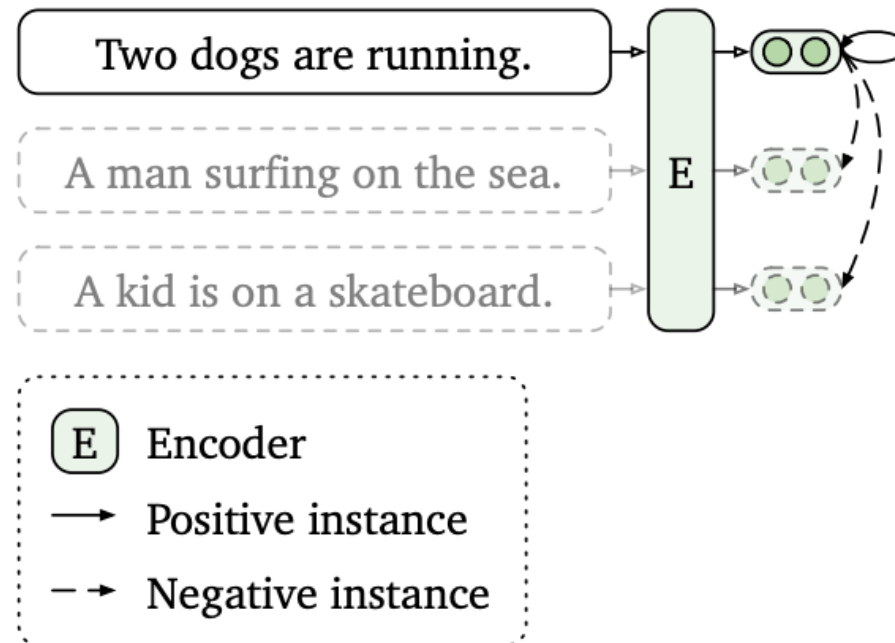 Two dogs are running.
A man surfing on the sea.
E
A kid is on a skateboard.
E Encoder
Positive instance
Negative instance